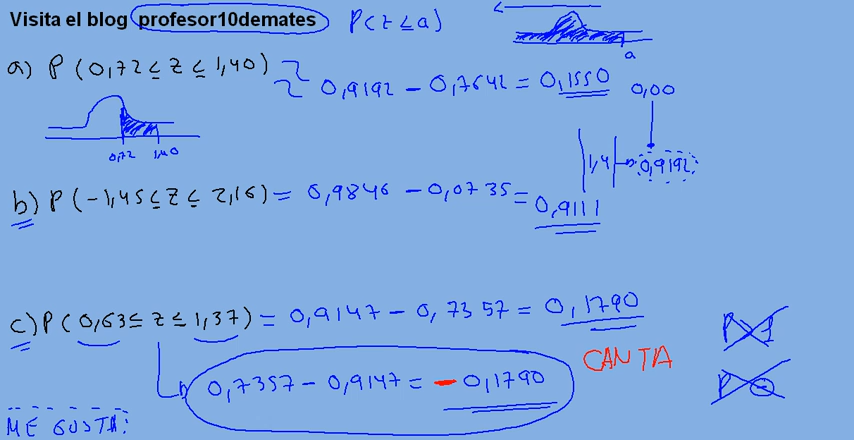 Visita el blog profesor10demates P(z≤a)
a
a) P(0,72≤z≤1,40) 0,9192 - 0,7642 = 0,1550 0,00
0,72 1,40
1,4 0,9192
b) P(-1,45≤z≤2,16) = 0,9846 - 0,0735 = 0,9111
c) P(0,63≤z≤1,37) = 0,9147 - 0,7357 = 0,1790
P>1
CANTA
0,7357 - 0,9147 = -0,1790
P -
ME GUSTA: